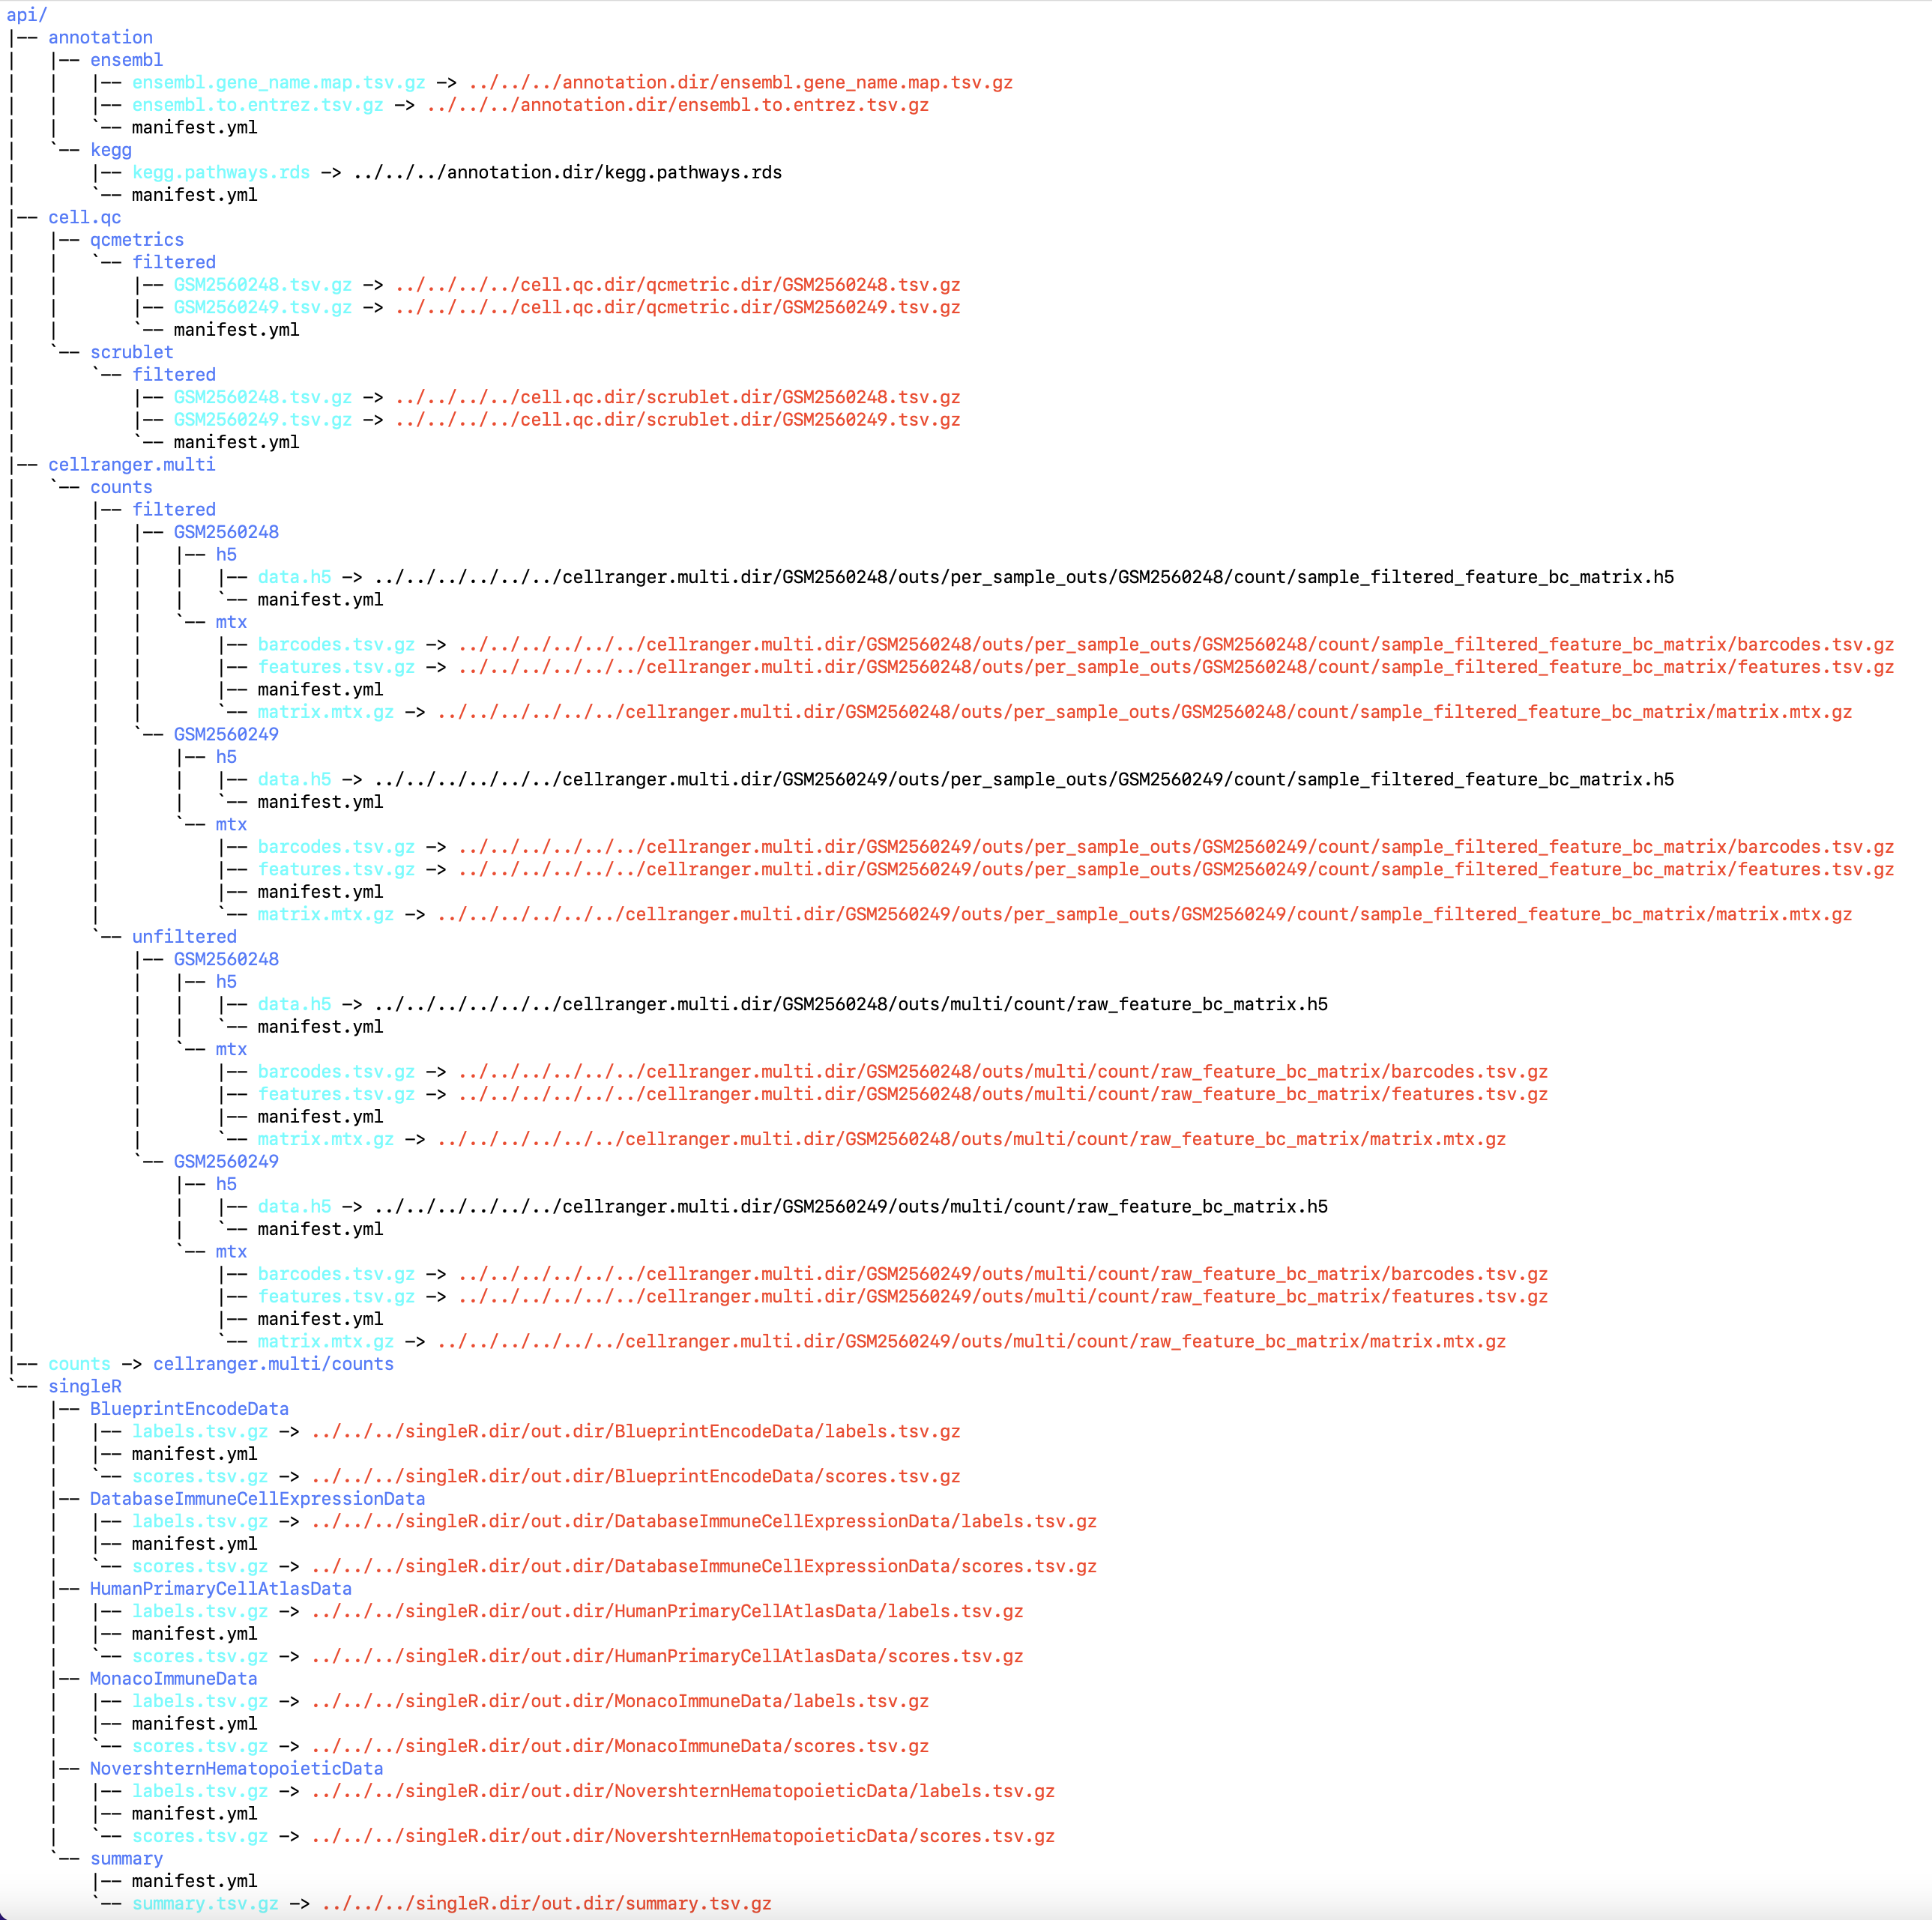 api/
|-- annotation
|   |-- ensembl
|   |   |-- ensembl.gene_name.map.tsv.gz -> ../../../annotation.dir/ensembl.gene_name.map.tsv.gz
|   |   |-- ensembl.to.entrez.tsv.gz -> ../../../annotation.dir/ensembl.to.entrez.tsv.gz
|   |   `-- manifest.yml
|   `-- kegg
|       |-- kegg.pathways.rds -> ../../../annotation.dir/kegg.pathways.rds
|       `-- manifest.yml
|-- cell.qc
|   |-- qcmetrics
|   |   `-- filtered
|   |       |-- GSM2560248.tsv.gz -> ../../../../cell.qc.dir/qcmetric.dir/GSM2560248.tsv.gz
|   |       |-- GSM2560249.tsv.gz -> ../../../../cell.qc.dir/qcmetric.dir/GSM2560249.tsv.gz
|   |       `-- manifest.yml
|   `-- scrublet
|       `-- filtered
|           |-- GSM2560248.tsv.gz -> ../../../../cell.qc.dir/scrublet.dir/GSM2560248.tsv.gz
|           |-- GSM2560249.tsv.gz -> ../../../../cell.qc.dir/scrublet.dir/GSM2560249.tsv.gz
|           `-- manifest.yml
|-- cellranger.multi
|   `-- counts
|       |-- filtered
|       |   |-- GSM2560248
|       |   |   |-- h5
|       |   |   |   |-- data.h5 -> ../../../../../../cellranger.multi.dir/GSM2560248/outs/per_sample_outs/GSM2560248/count/sample_filtered_feature_bc_matrix.h5
|       |   |   |   `-- manifest.yml
|       |   |   `-- mtx
|       |   |       |-- barcodes.tsv.gz -> ../../../../../../cellranger.multi.dir/GSM2560248/outs/per_sample_outs/GSM2560248/count/sample_filtered_feature_bc_matrix/barcodes.tsv.gz
|       |   |       |-- features.tsv.gz -> ../../../../../../cellranger.multi.dir/GSM2560248/outs/per_sample_outs/GSM2560248/count/sample_filtered_feature_bc_matrix/features.tsv.gz
|       |   |       |-- manifest.yml
|       |   |       `-- matrix.mtx.gz -> ../../../../../../cellranger.multi.dir/GSM2560248/outs/per_sample_outs/GSM2560248/count/sample_filtered_feature_bc_matrix/matrix.mtx.gz
|       |   `-- GSM2560249
|       |       |-- h5
|       |       |   |-- data.h5 -> ../../../../../../cellranger.multi.dir/GSM2560249/outs/per_sample_outs/GSM2560249/count/sample_filtered_feature_bc_matrix.h5
|       |       |   `-- manifest.yml
|       |       `-- mtx
|       |           |-- barcodes.tsv.gz -> ../../../../../../cellranger.multi.dir/GSM2560249/outs/per_sample_outs/GSM2560249/count/sample_filtered_feature_bc_matrix/barcodes.tsv.gz
|       |           |-- features.tsv.gz -> ../../../../../../cellranger.multi.dir/GSM2560249/outs/per_sample_outs/GSM2560249/count/sample_filtered_feature_bc_matrix/features.tsv.gz
|       |           |-- manifest.yml
|       |           `-- matrix.mtx.gz -> ../../../../../../cellranger.multi.dir/GSM2560249/outs/per_sample_outs/GSM2560249/count/sample_filtered_feature_bc_matrix/matrix.mtx.gz
|       `-- unfiltered
|           |-- GSM2560248
|           |   |-- h5
|           |   |   |-- data.h5 -> ../../../../../../cellranger.multi.dir/GSM2560248/outs/multi/count/raw_feature_bc_matrix.h5
|           |   |   `-- manifest.yml
|           |   `-- mtx
|           |       |-- barcodes.tsv.gz -> ../../../../../../cellranger.multi.dir/GSM2560248/outs/multi/count/raw_feature_bc_matrix/barcodes.tsv.gz
|           |       |-- features.tsv.gz -> ../../../../../../cellranger.multi.dir/GSM2560248/outs/multi/count/raw_feature_bc_matrix/features.tsv.gz
|           |       |-- manifest.yml
|           |       `-- matrix.mtx.gz -> ../../../../../../cellranger.multi.dir/GSM2560248/outs/multi/count/raw_feature_bc_matrix/matrix.mtx.gz
|           `-- GSM2560249
|               |-- h5
|               |   |-- data.h5 -> ../../../../../../cellranger.multi.dir/GSM2560249/outs/multi/count/raw_feature_bc_matrix.h5
|               |   `-- manifest.yml
|               `-- mtx
|                   |-- barcodes.tsv.gz -> ../../../../../../cellranger.multi.dir/GSM2560249/outs/multi/count/raw_feature_bc_matrix/barcodes.tsv.gz
|                   |-- features.tsv.gz -> ../../../../../../cellranger.multi.dir/GSM2560249/outs/multi/count/raw_feature_bc_matrix/features.tsv.gz
|                   |-- manifest.yml
|                   `-- matrix.mtx.gz -> ../../../../../../cellranger.multi.dir/GSM2560249/outs/multi/count/raw_feature_bc_matrix/matrix.mtx.gz
|-- counts -> cellranger.multi/counts
`-- singleR
    |-- BlueprintEncodeData
    |   |-- labels.tsv.gz -> ../../../singleR.dir/out.dir/BlueprintEncodeData/labels.tsv.gz
    |   |-- manifest.yml
    |   `-- scores.tsv.gz -> ../../../singleR.dir/out.dir/BlueprintEncodeData/scores.tsv.gz
    |-- DatabaseImmuneCellExpressionData
    |   |-- labels.tsv.gz -> ../../../singleR.dir/out.dir/DatabaseImmuneCellExpressionData/labels.tsv.gz
    |   |-- manifest.yml
    |   `-- scores.tsv.gz -> ../../../singleR.dir/out.dir/DatabaseImmuneCellExpressionData/scores.tsv.gz
    |-- HumanPrimaryCellAtlasData
    |   |-- labels.tsv.gz -> ../../../singleR.dir/out.dir/HumanPrimaryCellAtlasData/labels.tsv.gz
    |   |-- manifest.yml
    |   `-- scores.tsv.gz -> ../../../singleR.dir/out.dir/HumanPrimaryCellAtlasData/scores.tsv.gz
    |-- MonacoImmuneData
    |   |-- labels.tsv.gz -> ../../../singleR.dir/out.dir/MonacoImmuneData/labels.tsv.gz
    |   |-- manifest.yml
    |   `-- scores.tsv.gz -> ../../../singleR.dir/out.dir/MonacoImmuneData/scores.tsv.gz
    |-- NovershternHematopoieticData
    |   |-- labels.tsv.gz -> ../../../singleR.dir/out.dir/NovershternHematopoieticData/labels.tsv.gz
    |   |-- manifest.yml
    |   `-- scores.tsv.gz -> ../../../singleR.dir/out.dir/NovershternHematopoieticData/scores.tsv.gz
    `-- summary
        |-- manifest.yml
        `-- summary.tsv.gz -> ../../../singleR.dir/out.dir/summary.tsv.gz